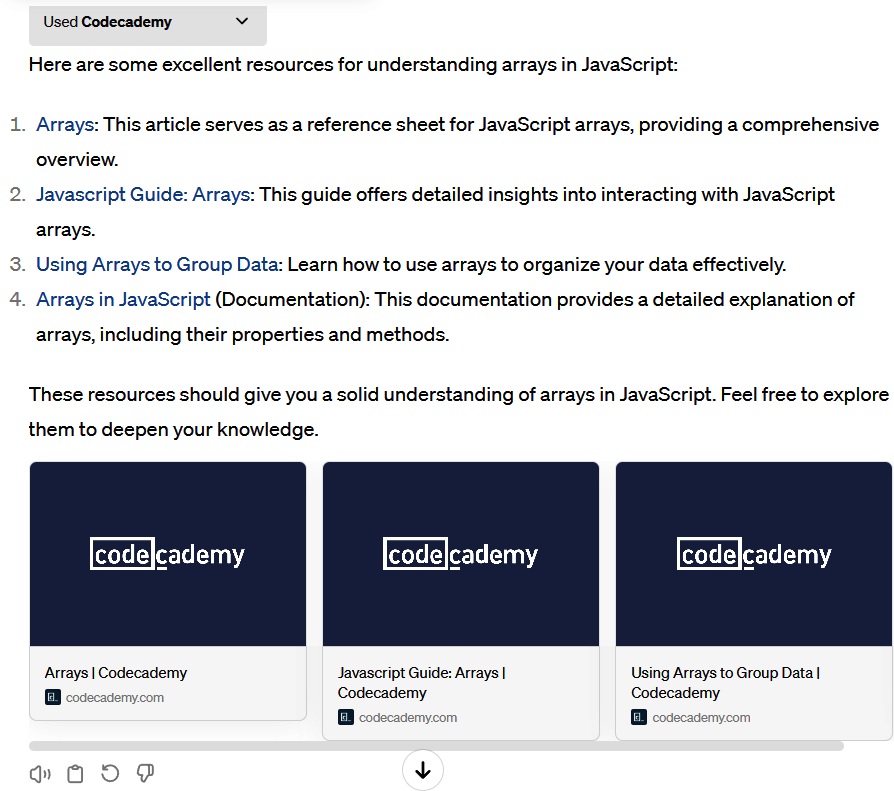 Used Codecademy
Here are some excellent resources for understanding arrays in JavaScript:
1. Arrays: This article serves as a reference sheet for JavaScript arrays, providing a comprehensive
overview.
2. Javascript Guide: Arrays: This guide offers detailed insights into interacting with JavaScript
arrays.
3. Using Arrays to Group Data: Learn how to use arrays to organize your data effectively.
4. Arrays in JavaScript (Documentation): This documentation provides a detailed explanation of
arrays, including their properties and methods.
These resources should give you a solid understanding of arrays in JavaScript. Feel free to explore
them to deepen your knowledge.
codecademy
Arrays | Codecademy
codecademy.com
codecademy
Javascript Guide: Arrays |
Codecademy
codecademy.com
codecademy
Using Arrays to Group Data |
Codecademy
codecademy.com